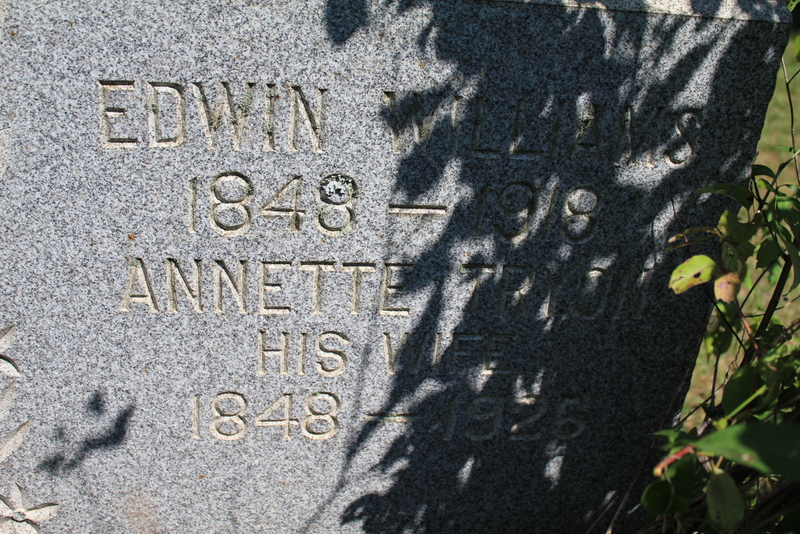 EDWIN WILLIAMS
1848 — 1918
ANNETTE TRYON
HIS WIFE
1848 — 1926